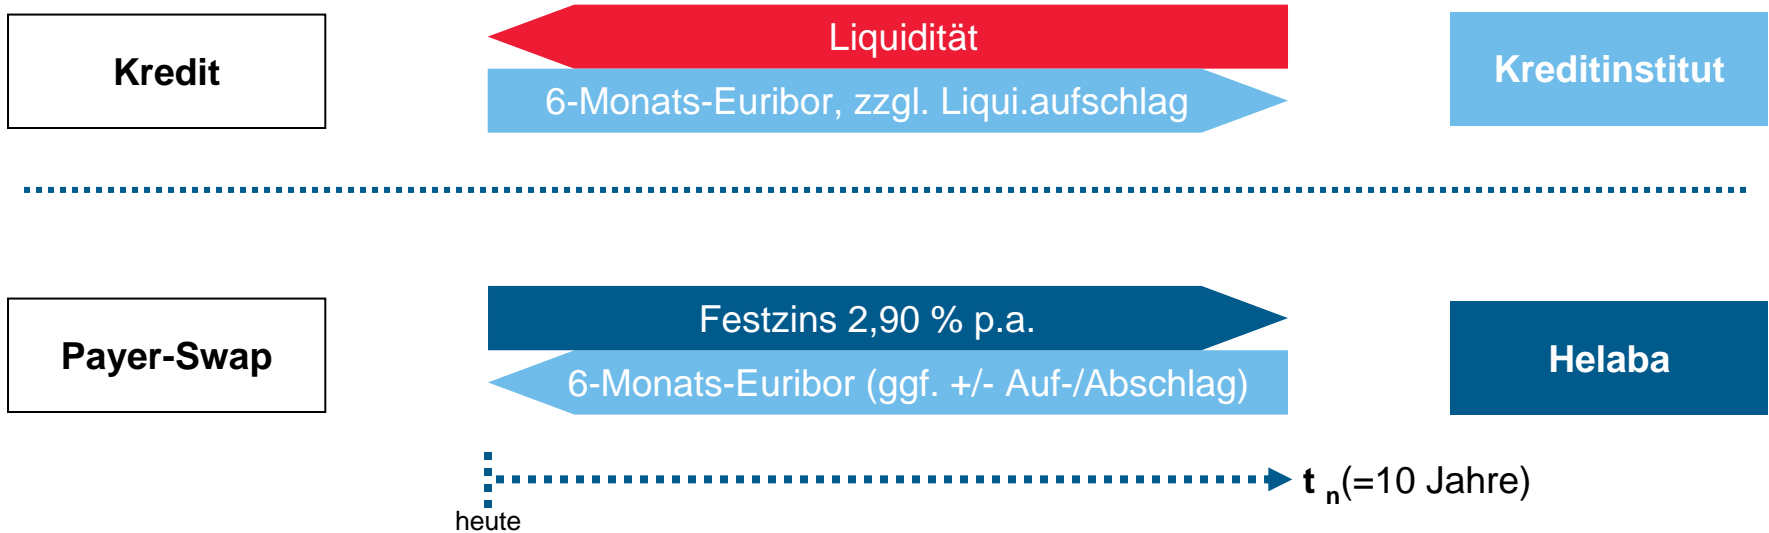 Liquidität
Kredit
Kreditinstitut
6-Monats-Euribor, zzgl. Liqui.aufschlag
Festzins 2,90 % p.a.
Payer-Swap
Helaba
6-Monats-Euribor (ggf. +/- Auf-/Abschlag)
t n(=10 Jahre)
heute